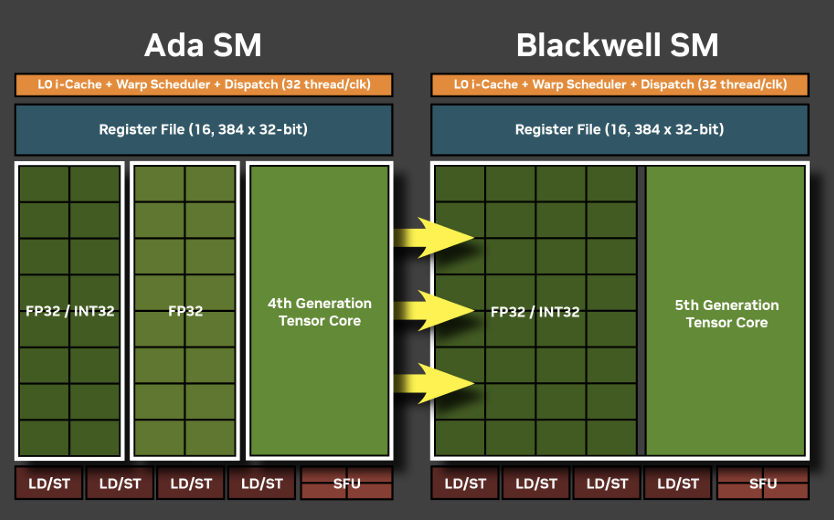 Ada SM
Blackwell SM
L0 i-Cache + Warp Scheduler + Dispatch (32 thread/clk)
L0 i-Cache + Warp Scheduler + Dispatch (32 thread/clk)
Register File (16, 384 x 32-bit)
Register File (16, 384 x 32-bit)
FP32 / INT32
FP32
4th Generation
Tensor Core
FP32 / INT32
5th Generation
Tensor Core
LD/ST
LD/ST
LD/ST
LD/ST
SFU
LD/ST
LD/ST
LD/ST
LD/ST
SFU